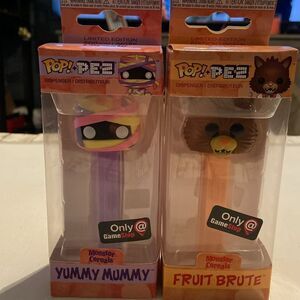 LIMITED EDITION
POP! PEZ
DISPENSER / DISTRIBUTEUR
Only @
GameStop
Monster
Cereals
YUMMY MUMMY
LIMITED EDITION
POP! PEZ
DISPENSER / DISTRIBUTEUR
Only @
GameStop
Monster
Cereals
FRUIT BRUTE